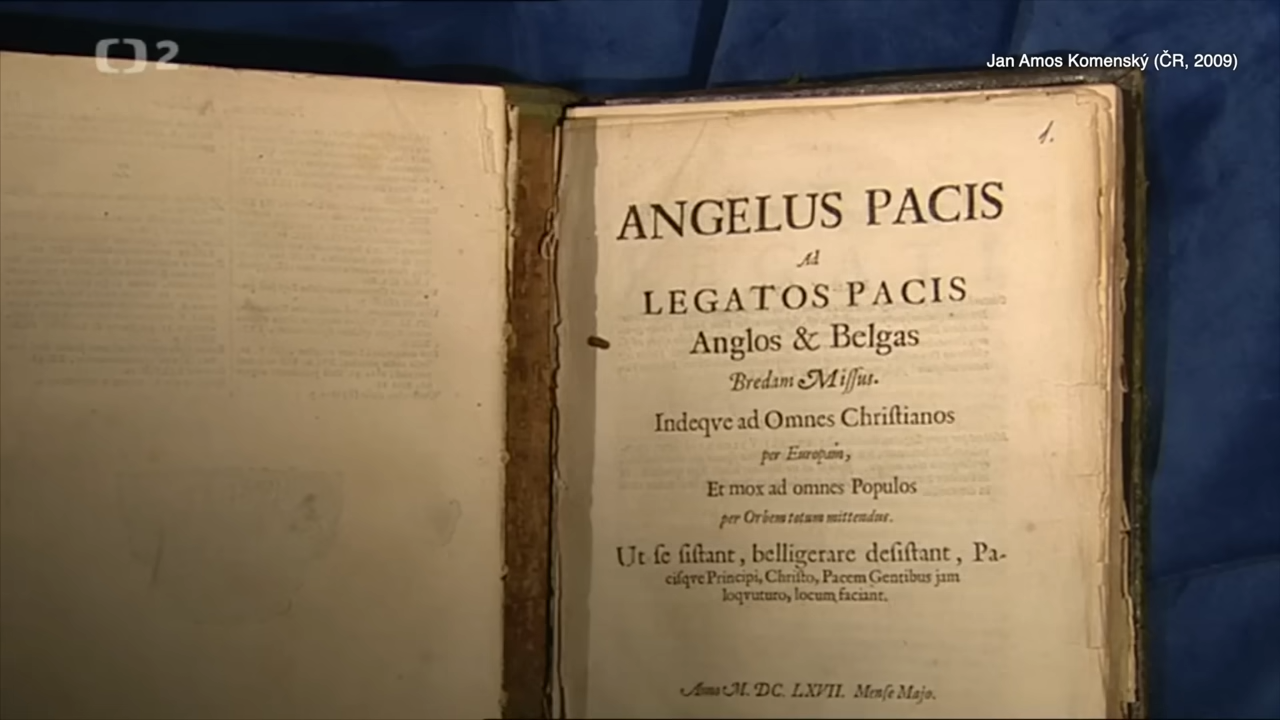 2
Jan Amos Komenský (ČR, 2009)
1.
ANGELUS PACIS
Ad
LEGATOS PACIS
Anglos & Belgas
Bredam Miſſus.
Indeqve ad Omnes Chriſtianos
per Europam,
Et mox ad omnes Populos
per Orbem totum mittendus.
Ut ſe ſiſtant, belligerare deſiſtant, Pa-
ciſqve Principi, Chriſto, Pacem Gentibus jam
loqvuturo, locum faciant.
Anno M. DC. LXVII. Menſe Majo.